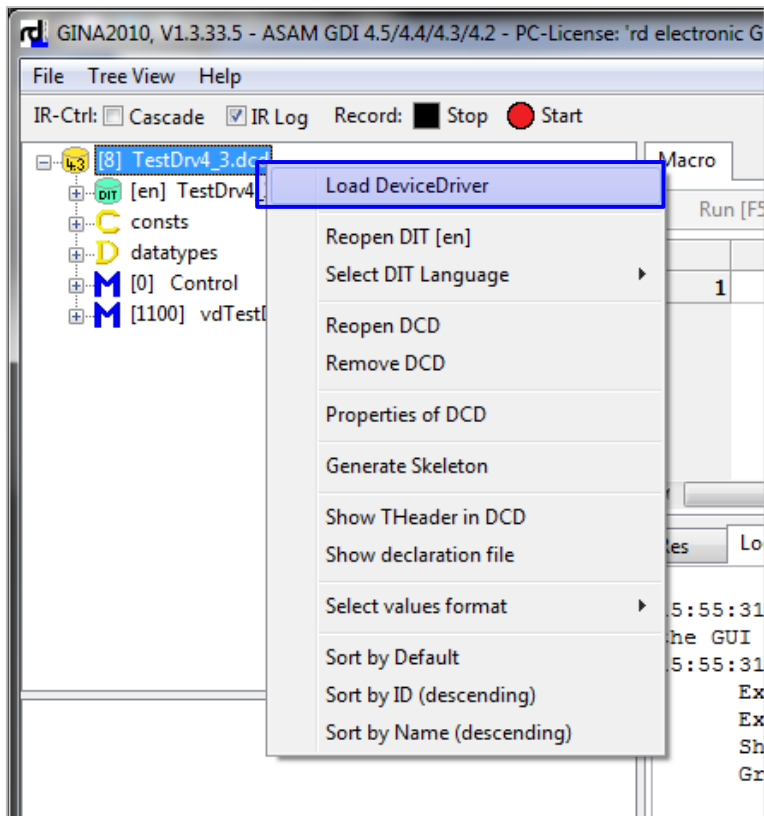 rd GINA2010, V1.3.33.5 - ASAM GDI 4.5/4.4/4.3/4.2 - PC-License: 'rd electronic G
File Tree View Help
IR-Ctrl: Cascade IR Log Record: Stop Start
4.3 [8] TestDrv4_3.dcd
DIT [en] TestDrv4_
C consts
D datatypes
M [0] Control
M [1100] vdTest
Load DeviceDriver
Reopen DIT [en]
Select DIT Language
Reopen DCD
Remove DCD
Properties of DCD
Generate Skeleton
Show THeader in DCD
Show declaration file
Select values format
Sort by Default
Sort by ID (descending)
Sort by Name (descending)
Macro
Run [F5
1
Res Lo
5:55:31
he GUI
5:55:31
Ex
Ex
Sh
Gr